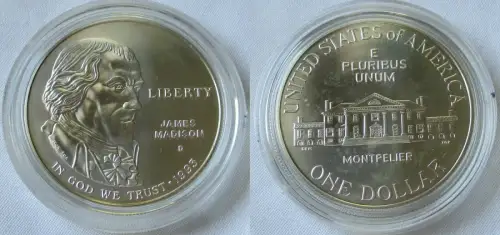 LIBERTY
JAMES
MADISON
D
IN GOD WE TRUST · 1993
UNITED STATES OF AMERICA
E
PLURIBUS
UNUM
MONTPELIER
ONE DOLLAR